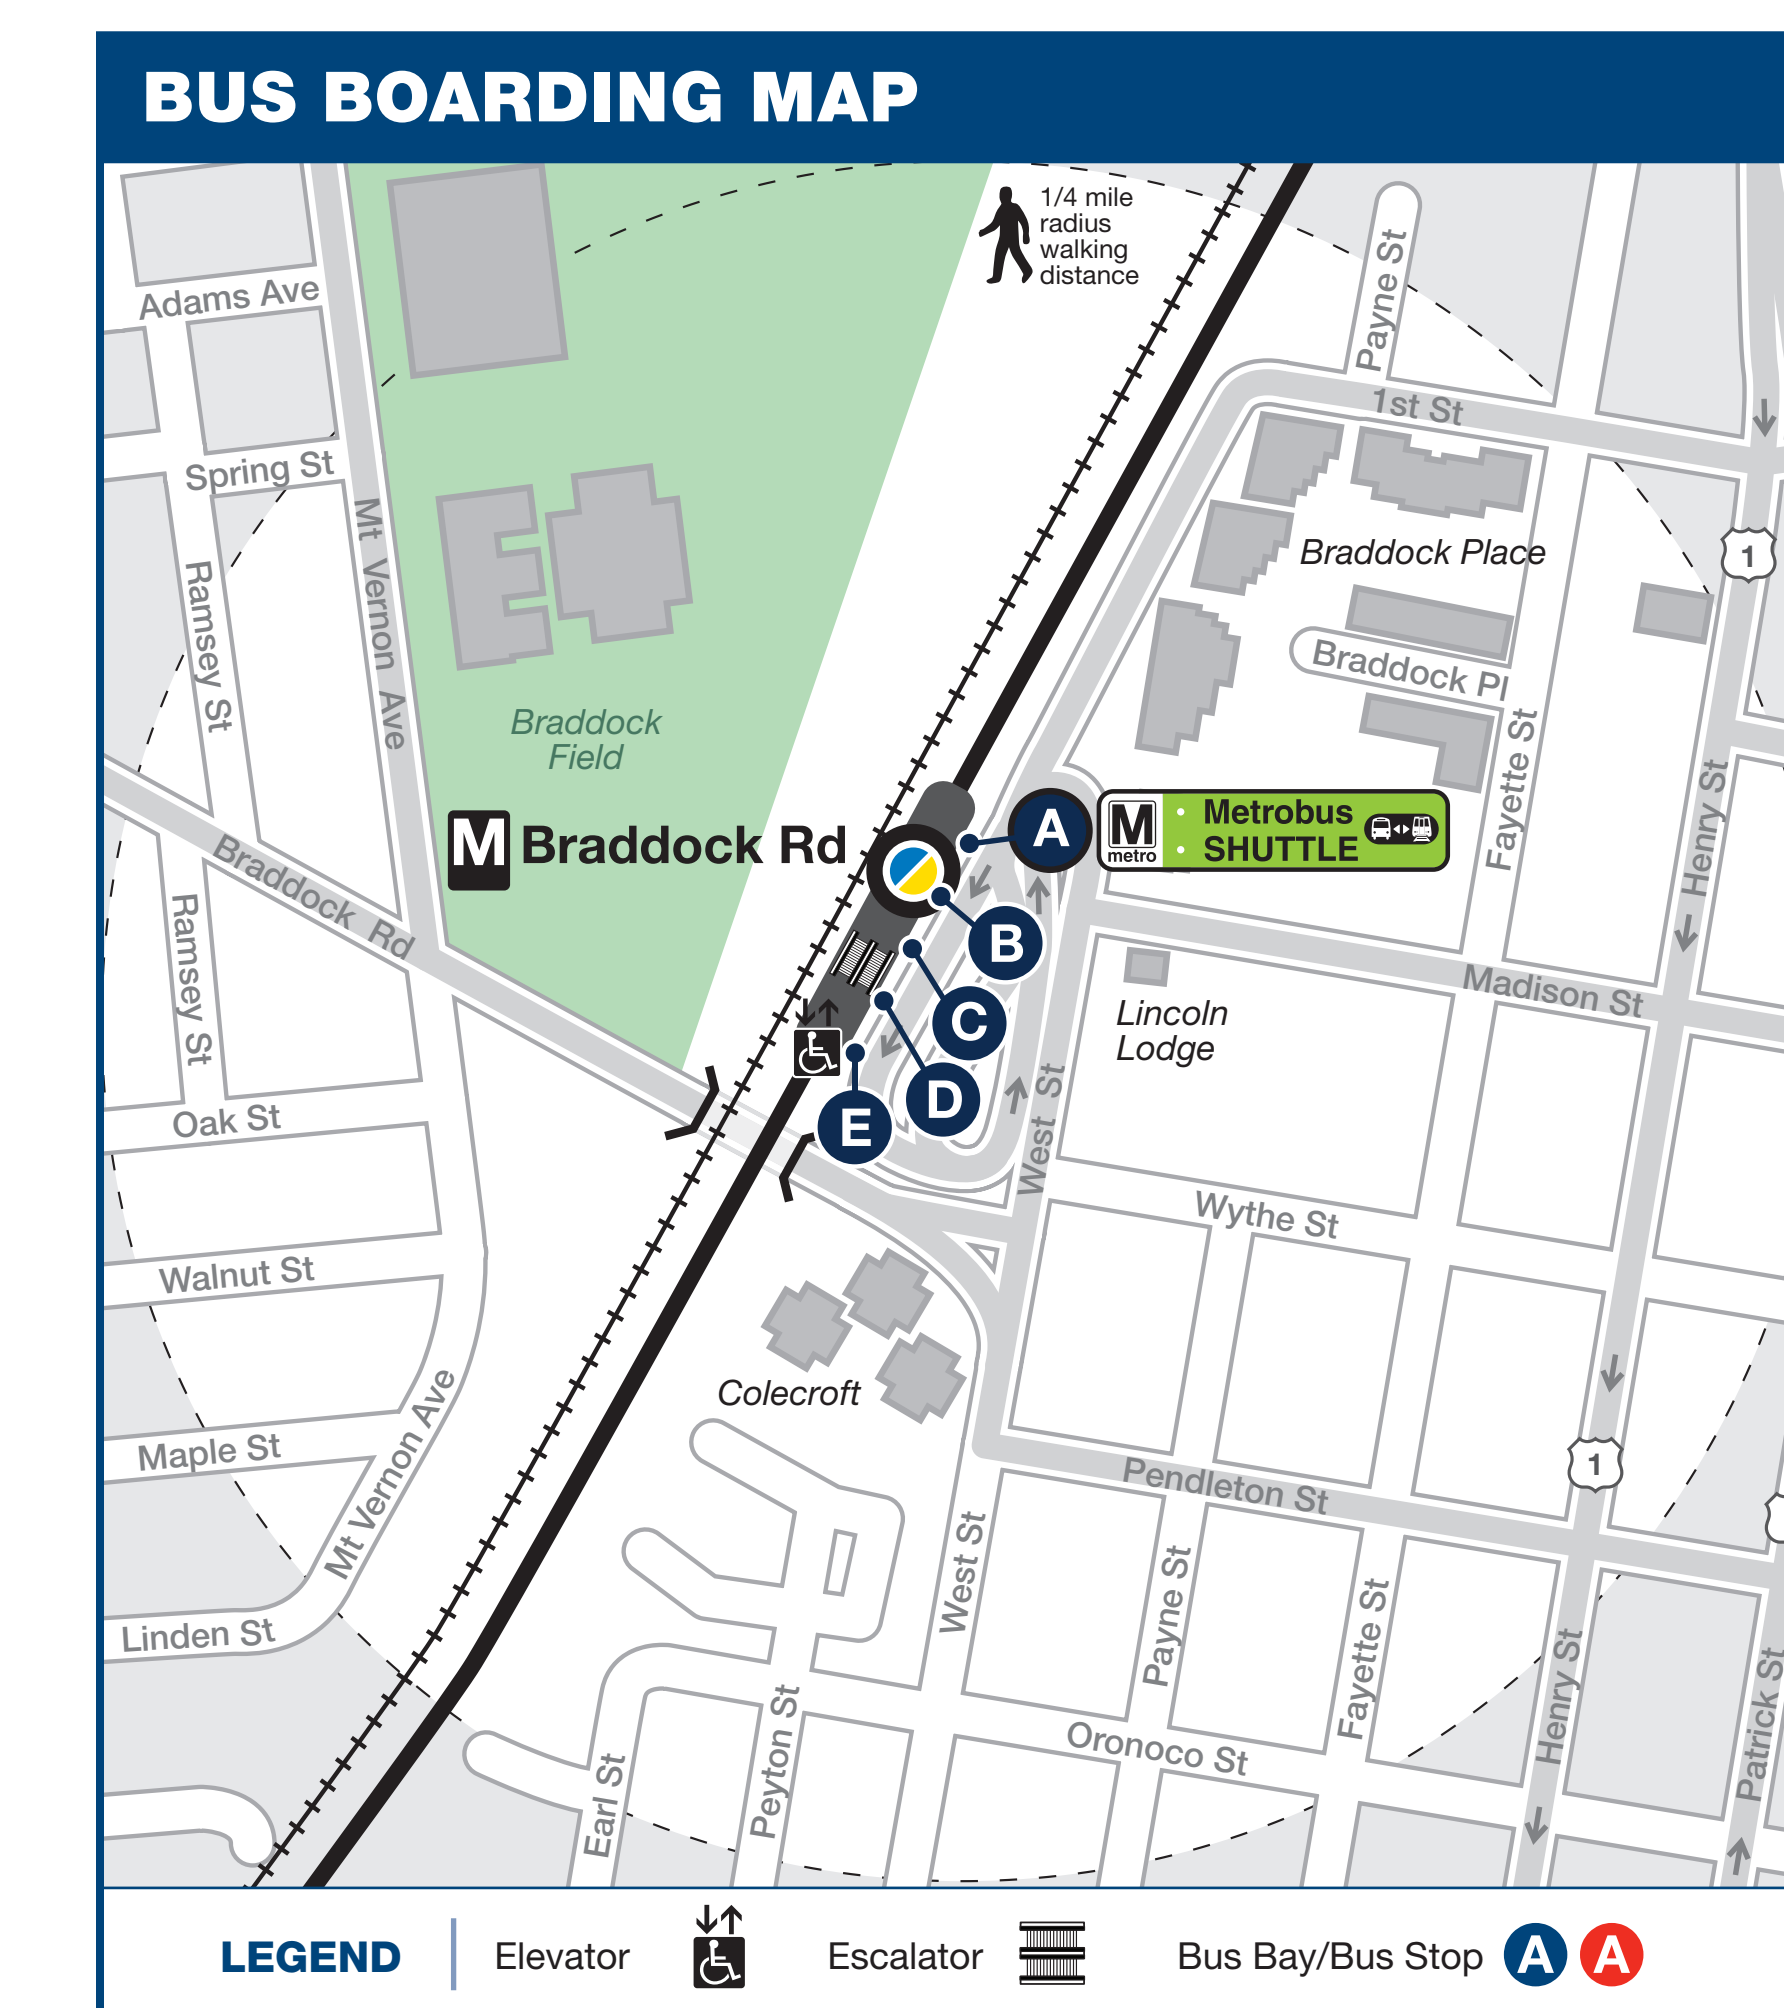 BUS BOARDING MAP
1/4 mile
radius
walking
distance
Payne St
Adams Ave
1st St
Spring St
Mt Vernon Ave
1
Braddock Place
Ramsey St
Braddock Pl
Braddock
Field
Fayette St
Henry St
M Braddock Rd
A
M
metro
• Metrobus
• SHUTTLE
Braddock Rd
B
Ramsey St
C
Madison St
Lincoln
Lodge
D
E
West St
Oak St
Wythe St
Walnut St
Colecroft
Mt Vernon Ave
Maple St
1
Pendleton St
West St
Payne St
Fayette St
Linden St
Henry St
Patrick St
Oronoco St
Peyton St
Earl St
LEGEND
Elevator
Escalator
Bus Bay/Bus Stop A A